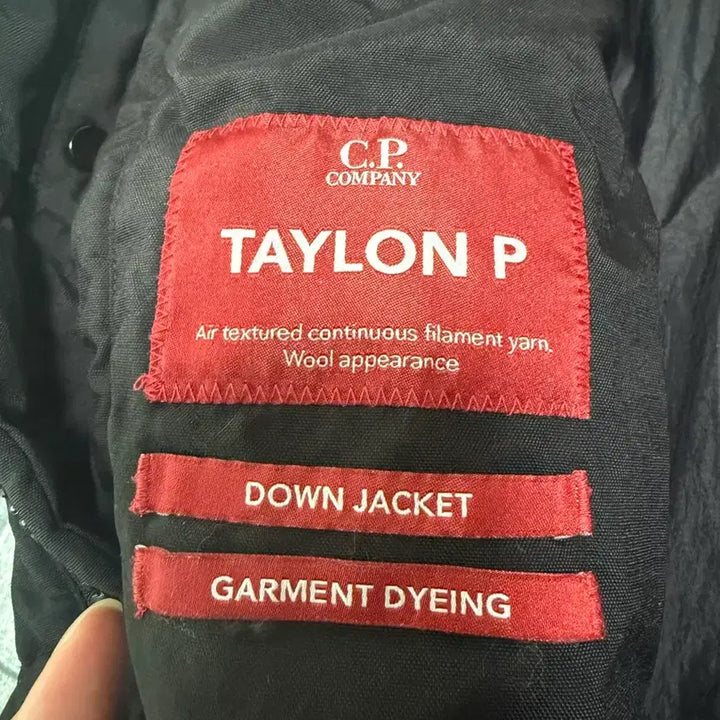 C.P.
COMPANY
TAYLON P
Air textured continuous filament yarn.
Wool appearance
DOWN JACKET
GARMENT DYEING